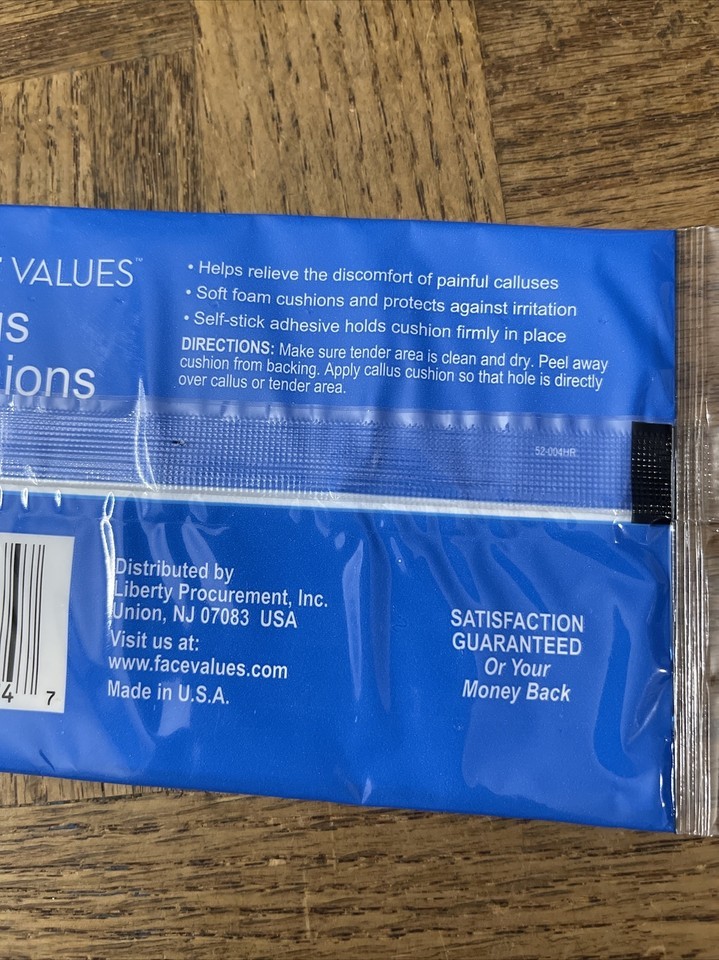 VALUES™
• Helps relieve the discomfort of painful calluses
• Soft foam cushions and protects against irritation
• Self-stick adhesive holds cushion firmly in place
DIRECTIONS: Make sure tender area is clean and dry. Peel away
cushion from backing. Apply callus cushion so that hole is directly
over callus or tender area.
52-004HR
Distributed by
Liberty Procurement, Inc.
Union, NJ 07083 USA
Visit us at:
www.facevalues.com
Made in U.S.A.
SATISFACTION
GUARANTEED
Or Your
Money Back
4 7